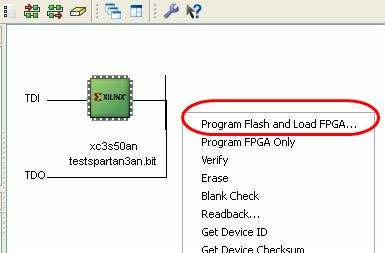 TDI
XILINX
xc3s50an
testspartan3an.bit
TDO
Program Flash and Load FPGA...
Program FPGA Only
Verify
Erase
Blank Check
Readback...
Get Device ID
Get Device Checksum